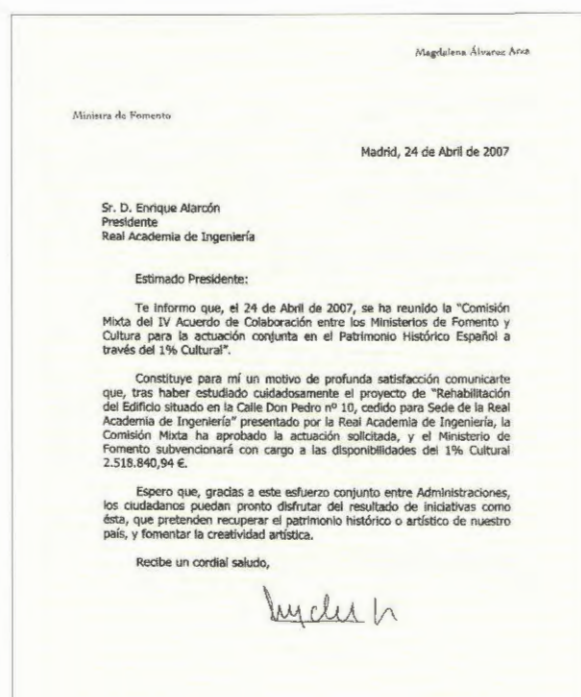 Magdalena Álvarez Arza
Ministra de Fomento
Madrid, 24 de Abril de 2007
Sr. D. Enrique Alarcón
Presidente
Real Academia de Ingeniería
Estimado Presidente:
Te informo que, el 24 de Abril de 2007, se ha reunido la "Comisión
Mixta del IV Acuerdo de Colaboración entre los Ministerios de Fomento y
Cultura para la actuación conjunta en el Patrimonio Histórico Español a
través del 1% Cultural".
Constituye para mí un motivo de profunda satisfacción comunicarte
que, tras haber estudiado cuidadosamente el proyecto de "Rehabilitación
del Edificio situado en la Calle Don Pedro nº 10, cedido para Sede de la Real
Academia de Ingeniería" presentado por la Real Academia de Ingeniería, la
Comisión Mixta ha aprobado la actuación solicitada, y el Ministerio de
Fomento subvencionará con cargo a las disponibilidades del 1% Cultural
2.518.840,94 €.
Espero que, gracias a este esfuerzo conjunto entre Administraciones,
los ciudadanos puedan pronto disfrutar del resultado de iniciativas como
ésta, que pretenden recuperar el patrimonio histórico o artístico de nuestro
país, y fomentar la creatividad artística.
Recibe un cordial saludo,